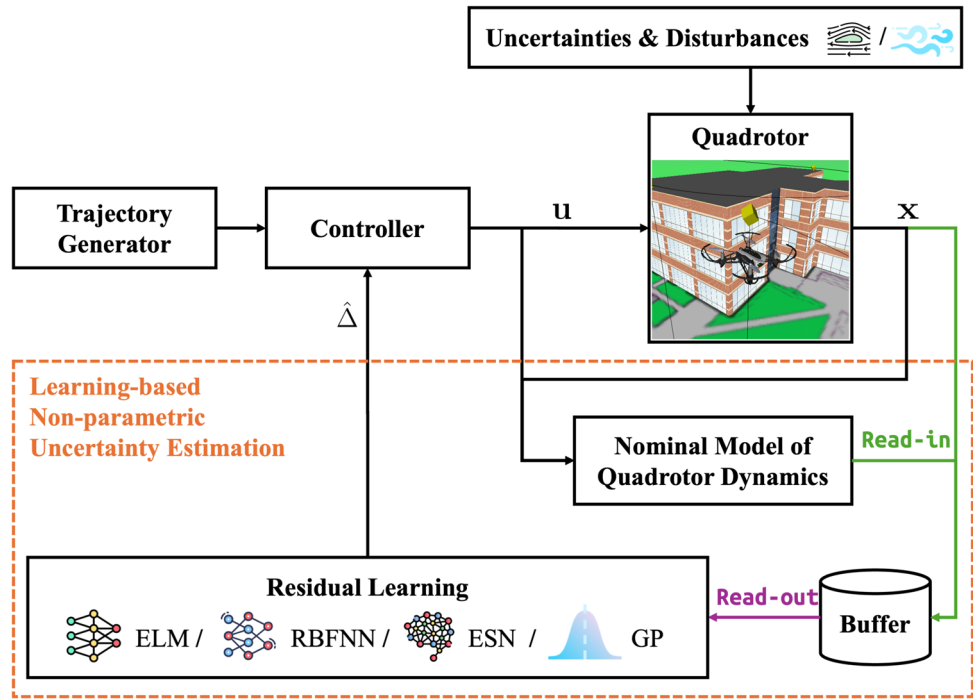 Uncertainties & Disturbances /
Quadrotor
Trajectory
Generator
Controller
u
x
Δ̂
Learning-based
Non-parametric
Uncertainty Estimation
Nominal Model of
Quadrotor Dynamics
Read-in
Residual Learning
ELM / RBFNN / ESN / GP
Read-out
Buffer